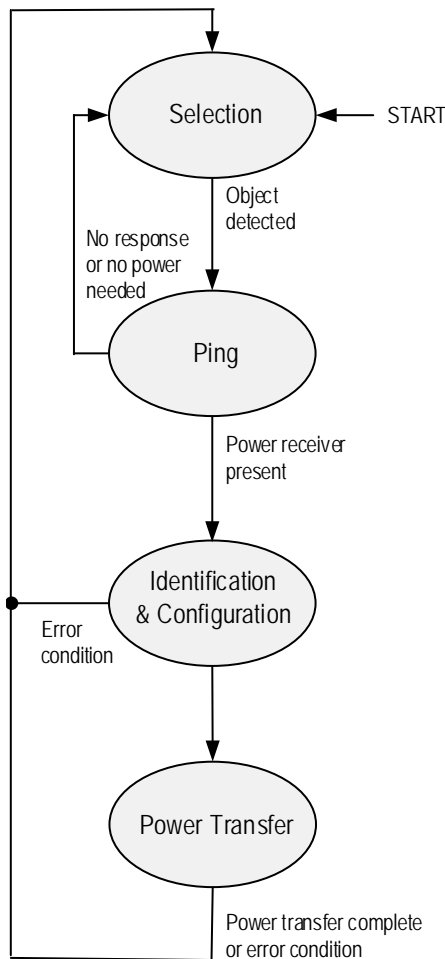 Selection
START
Object
detected
No response
or no power
needed
Ping
Power receiver
present
Identification
& Configuration
Error
condition
Power Transfer
Power transfer complete
or error condition